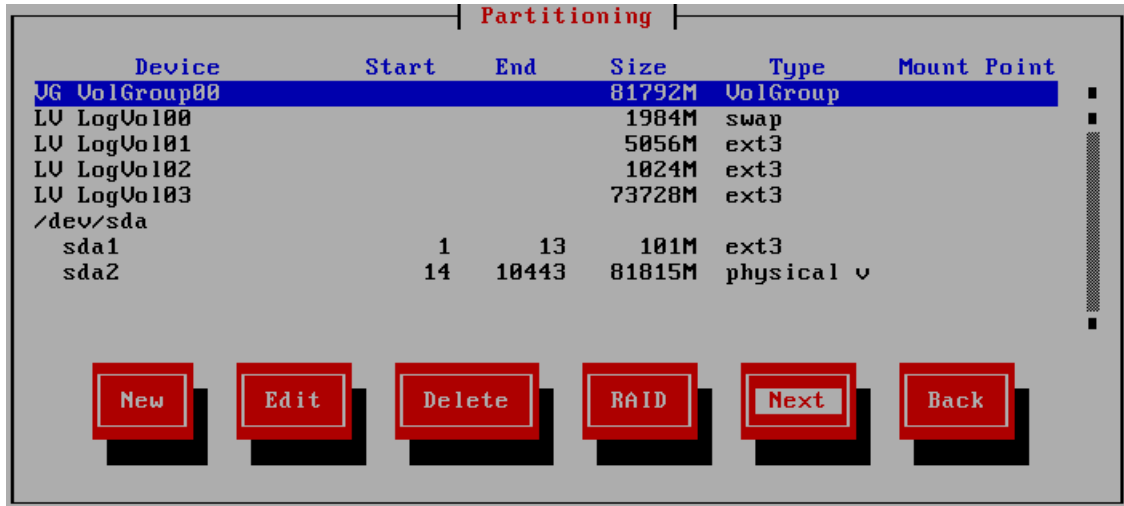 Partitioning
Device Start End Size Type Mount Point
VG VolGroup00 81792M VolGroup
LV LogVol00 1984M swap
LV LogVol01 5056M ext3
LV LogVol02 1024M ext3
LV LogVol03 73728M ext3
/dev/sda
sda1 1 13 101M ext3
sda2 14 10443 81815M physical v
New Edit Delete RAID Next Back